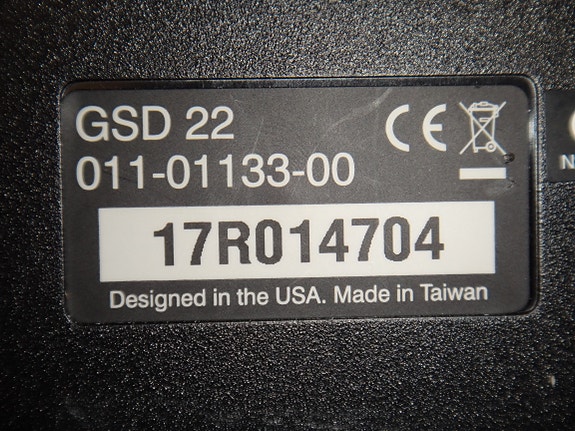 GSD 22
011-01133-00
CE
17R014704
Designed in the USA. Made in Taiwan
N